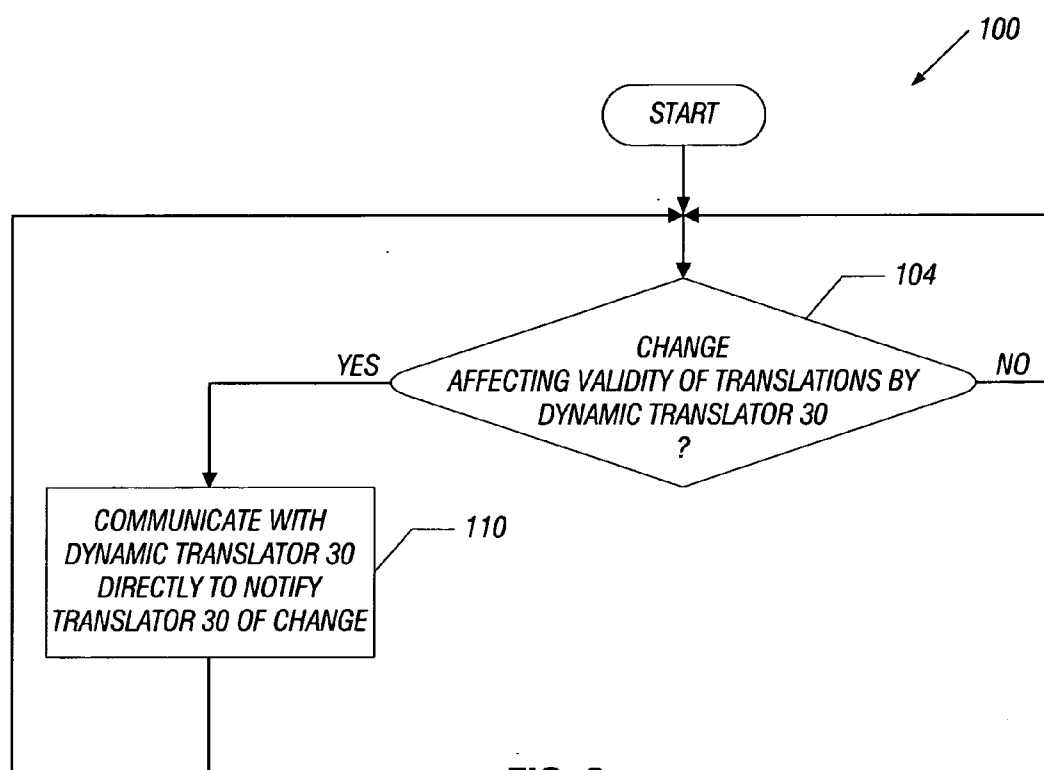 100
START
104
CHANGE
AFFECTING VALIDITY OF TRANSLATIONS BY
DYNAMIC TRANSLATOR 30
?
YES
NO
COMMUNICATE WITH
DYNAMIC TRANSLATOR 30
DIRECTLY TO NOTIFY
TRANSLATOR 30 OF CHANGE
110